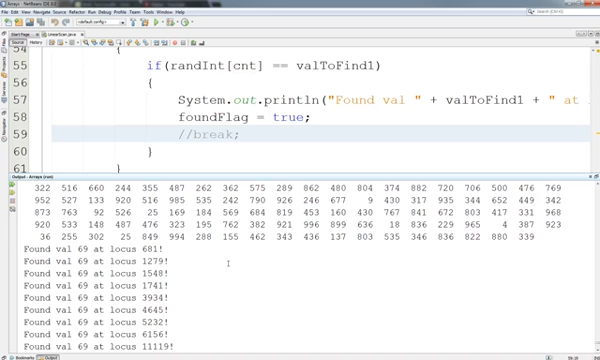 Arrays - NetBeans IDE 8.0
File Edit View Navigate Source Refactor Run Debug Profile Team Tools Window Help
<default config>
Start Page LinearScan.java
Source History
54 {
55 if(randInt[cnt] == valToFind1)
56 {
57 System.out.println("Found val " + valToFind1 + " at
58 foundFlag = true;
59 //break;
60 }
61 }
Output - Arrays (run)
322 516 660 244 355 487 262 362 575 289 862 480 804 374 882 720 706 500 476 769
952 527 133 920 516 985 535 242 790 926 246 677 9 430 317 935 344 652 449 342
873 763 92 526 25 169 184 569 684 819 453 160 430 767 841 672 803 417 331 968
920 533 148 487 476 323 195 762 382 921 996 899 636 18 836 229 965 4 387 923
36 255 302 25 849 994 288 155 462 343 436 137 803 535 346 836 822 880 339
Found val 69 at locus 681!
Found val 69 at locus 1279!
Found val 69 at locus 1548!
Found val 69 at locus 1741!
Found val 69 at locus 3934!
Found val 69 at locus 4645!
Found val 69 at locus 5232!
Found val 69 at locus 6156!
Found val 69 at locus 11119!
Bookmarks Output